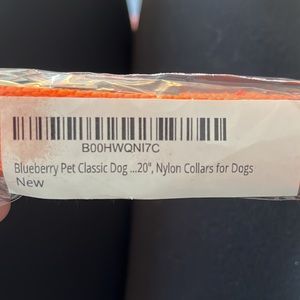 B00HWQNI7C
Blueberry Pet Classic Dog ...20", Nylon Collars for Dogs
New